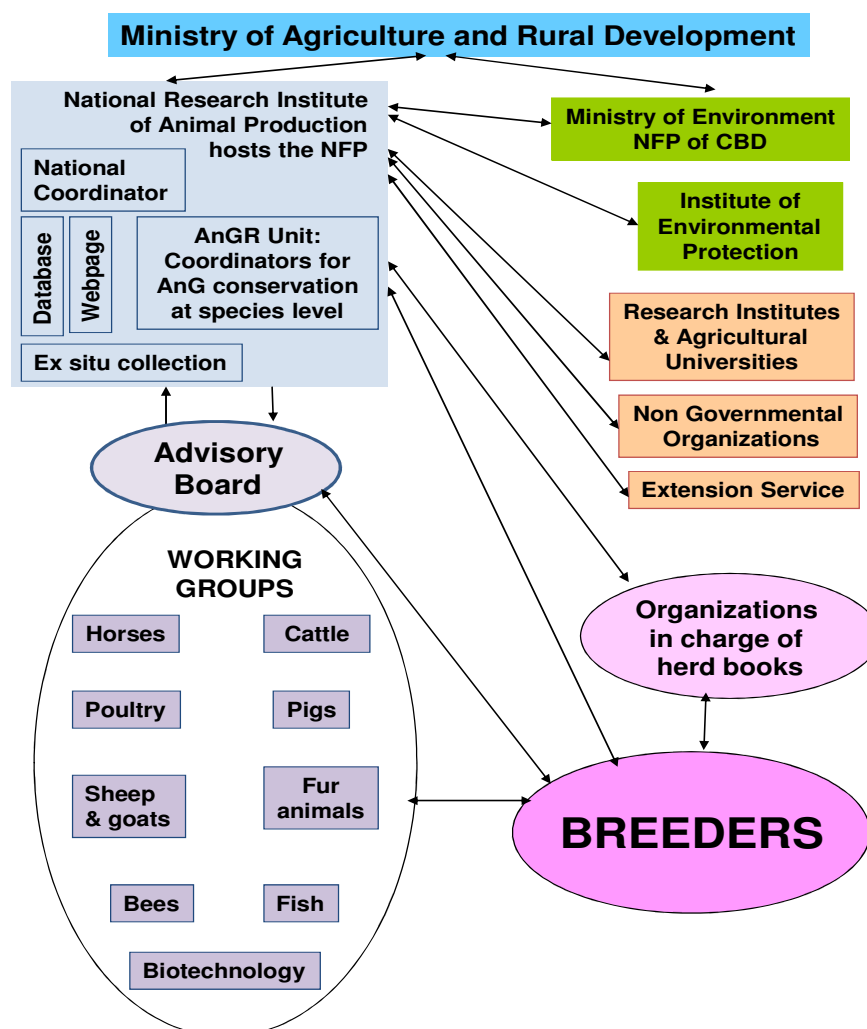 Ministry of Agriculture and Rural Development
National Research Institute
of Animal Production
hosts the NFP
National
Coordinator
Database
Webpage
AnGR Unit:
Coordinators for
AnG conservation
at species level
Ex situ collection
Ministry of Environment
NFP of CBD
Institute of
Environmental
Protection
Research Institutes
& Agricultural
Universities
Non Governmental
Organizations
Extension Service
Advisory
Board
WORKING
GROUPS
Horses
Cattle
Poultry
Pigs
Sheep
& goats
Fur
animals
Bees
Fish
Biotechnology
Organizations
in charge of
herd books
BREEDERS